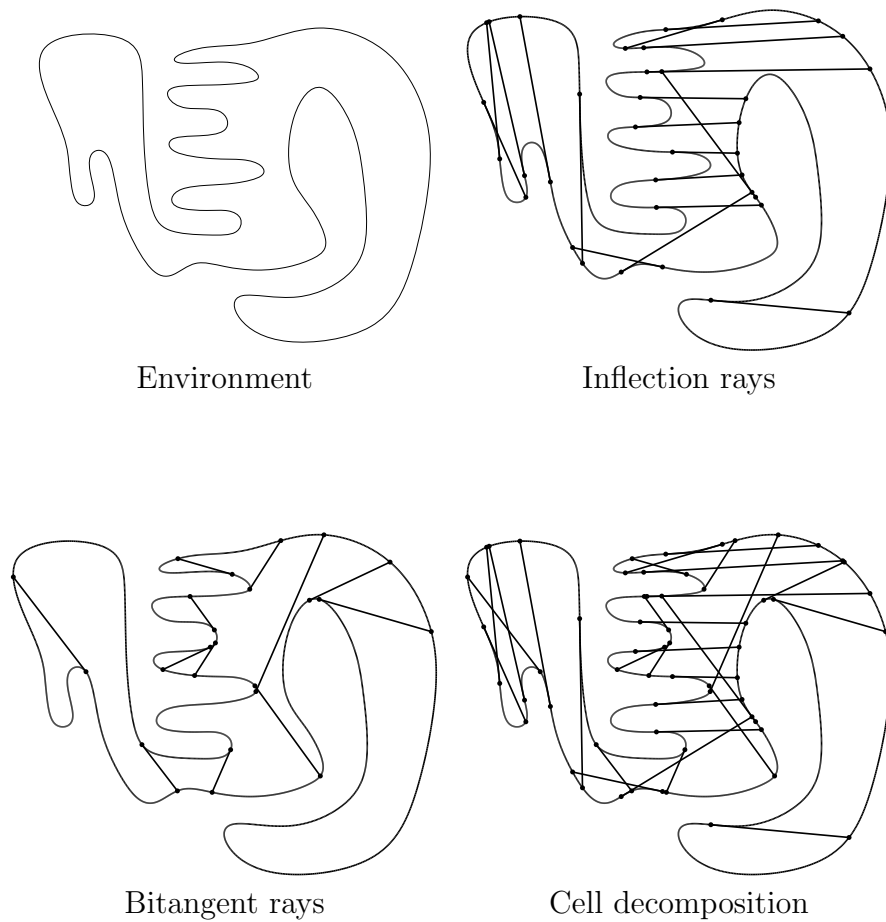 Environment
Inflection rays
Bitangent rays
Cell decomposition